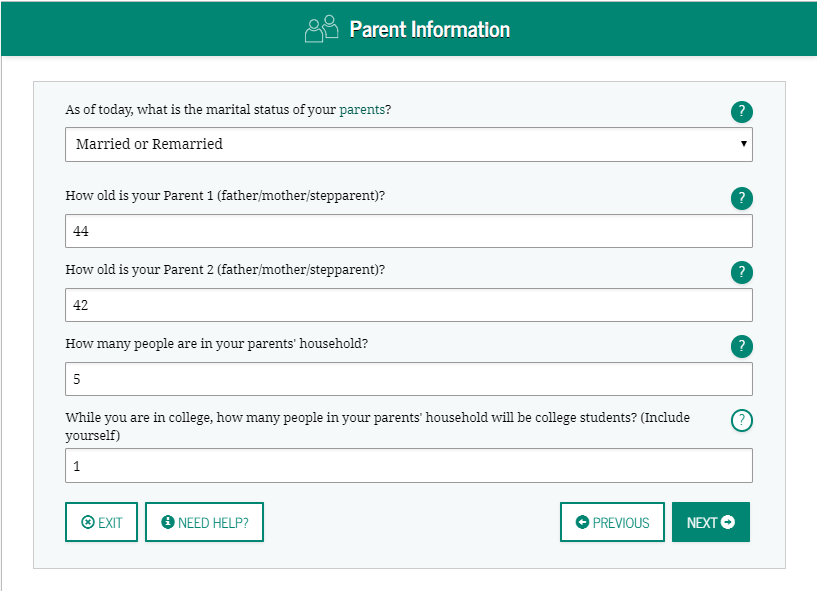 Parent Information
As of today, what is the marital status of your parents?
?
Married or Remarried
How old is your Parent 1 (father/mother/stepparent)?
?
44
How old is your Parent 2 (father/mother/stepparent)?
?
42
How many people are in your parents' household?
?
5
While you are in college, how many people in your parents' household will be college students? (Include
yourself)
?
1
EXIT
NEED HELP?
PREVIOUS
NEXT